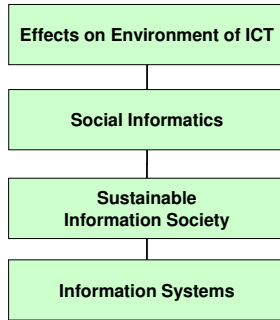 Effects on Environment of ICT
Social Informatics
Sustainable
Information Society
Information Systems